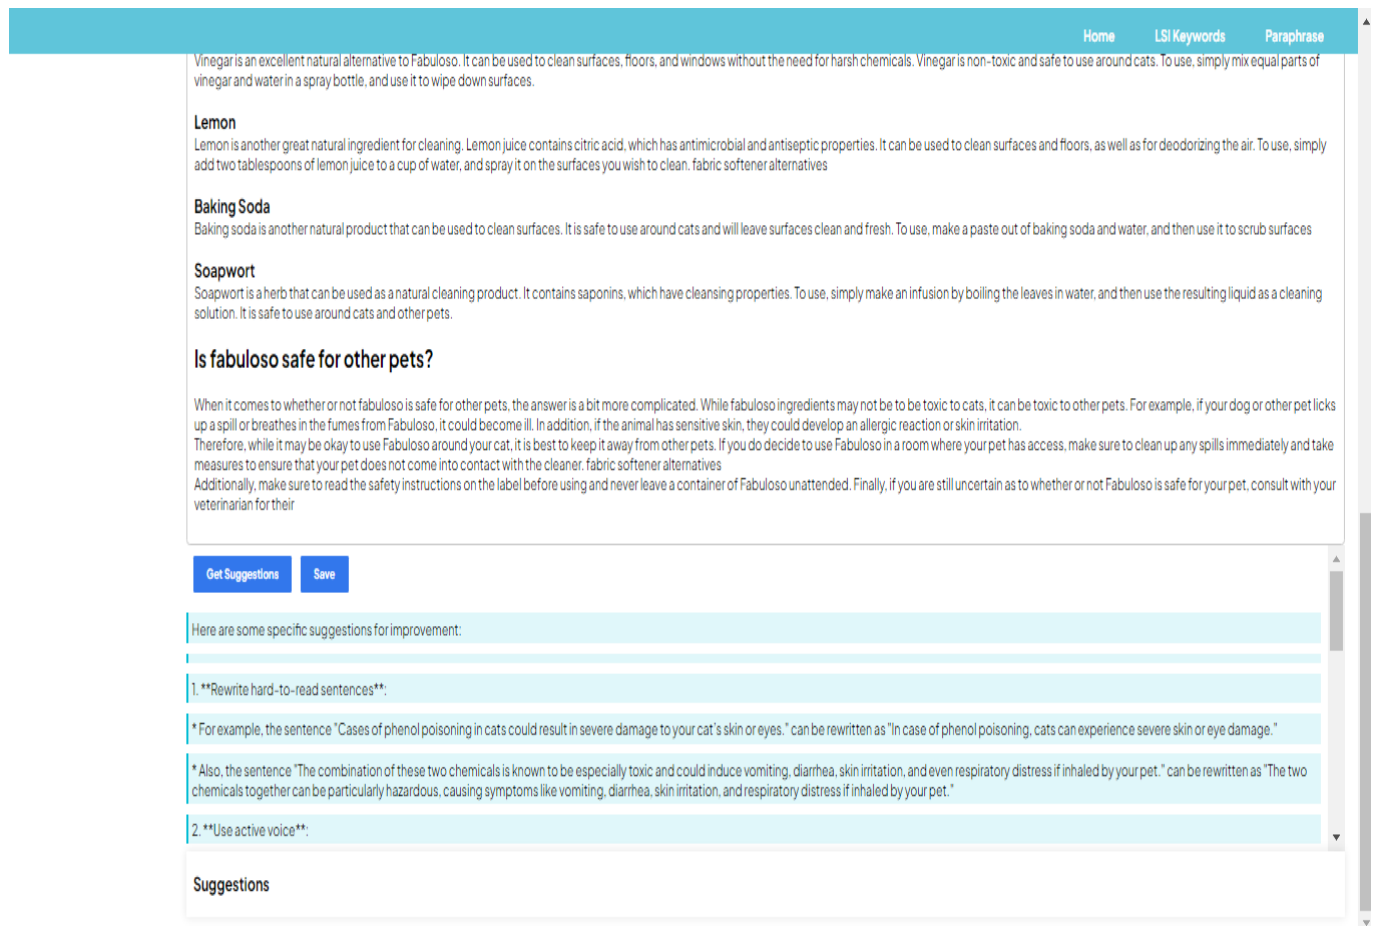 Home LSI Keywords Paraphrase
Vinegar is an excellent natural alternative to Fabuloso. It can be used to clean surfaces, floors, and windows without the need for harsh chemicals. Vinegar is non-toxic and safe to use around cats. To use, simply mix equal parts of
vinegar and water in a spray bottle, and use it to wipe down surfaces.
Lemon
Lemon is another great natural ingredient for cleaning. Lemon juice contains citric acid, which has antimicrobial and antiseptic properties. It can be used to clean surfaces and floors, as well as for deodorizing the air. To use, simply
add two tablespoons of lemon juice to a cup of water, and spray it on the surfaces you wish to clean. fabric softener alternatives
Baking Soda
Baking soda is another natural product that can be used to clean surfaces. It is safe to use around cats and will leave surfaces clean and fresh. To use, make a paste out of baking soda and water, and then use it to scrub surfaces
Soapwort
Soapwort is a herb that can be used as a natural cleaning product. It contains saponins, which have cleansing properties. To use, simply make an infusion by boiling the leaves in water, and then use the resulting liquid as a cleaning
solution. It is safe to use around cats and other pets.
Is fabuloso safe for other pets?
When it comes to whether or not fabuloso is safe for other pets, the answer is a bit more complicated. While fabuloso ingredients may not be to be toxic to cats, it can be toxic to other pets. For example, if your dog or other pet licks
up a spill or breathes in the fumes from Fabuloso, it could become ill. In addition, if the animal has sensitive skin, they could develop an allergic reaction or skin irritation.
Therefore, while it may be okay to use Fabuloso around your cat, it is best to keep it away from other pets. If you do decide to use Fabuloso in a room where your pet has access, make sure to clean up any spills immediately and take
measures to ensure that your pet does not come into contact with the cleaner. fabric softener alternatives
Additionally, make sure to read the safety instructions on the label before using and never leave a container of Fabuloso unattended. Finally, if you are still uncertain as to whether or not Fabuloso is safe for your pet, consult with your
veterinarian for their
Get Suggestions Save
Here are some specific suggestions for improvement:
1. **Rewrite hard-to-read sentences**:
* For example, the sentence "Cases of phenol poisoning in cats could result in severe damage to your cat's skin or eyes." can be rewritten as "In case of phenol poisoning, cats can experience severe skin or eye damage."
* Also, the sentence "The combination of these two chemicals is known to be especially toxic and could induce vomiting, diarrhea, skin irritation, and even respiratory distress if inhaled by your pet." can be rewritten as "The two
chemicals together can be particularly hazardous, causing symptoms like vomiting, diarrhea, skin irritation, and respiratory distress if inhaled by your pet."
2. **Use active voice**:
Suggestions